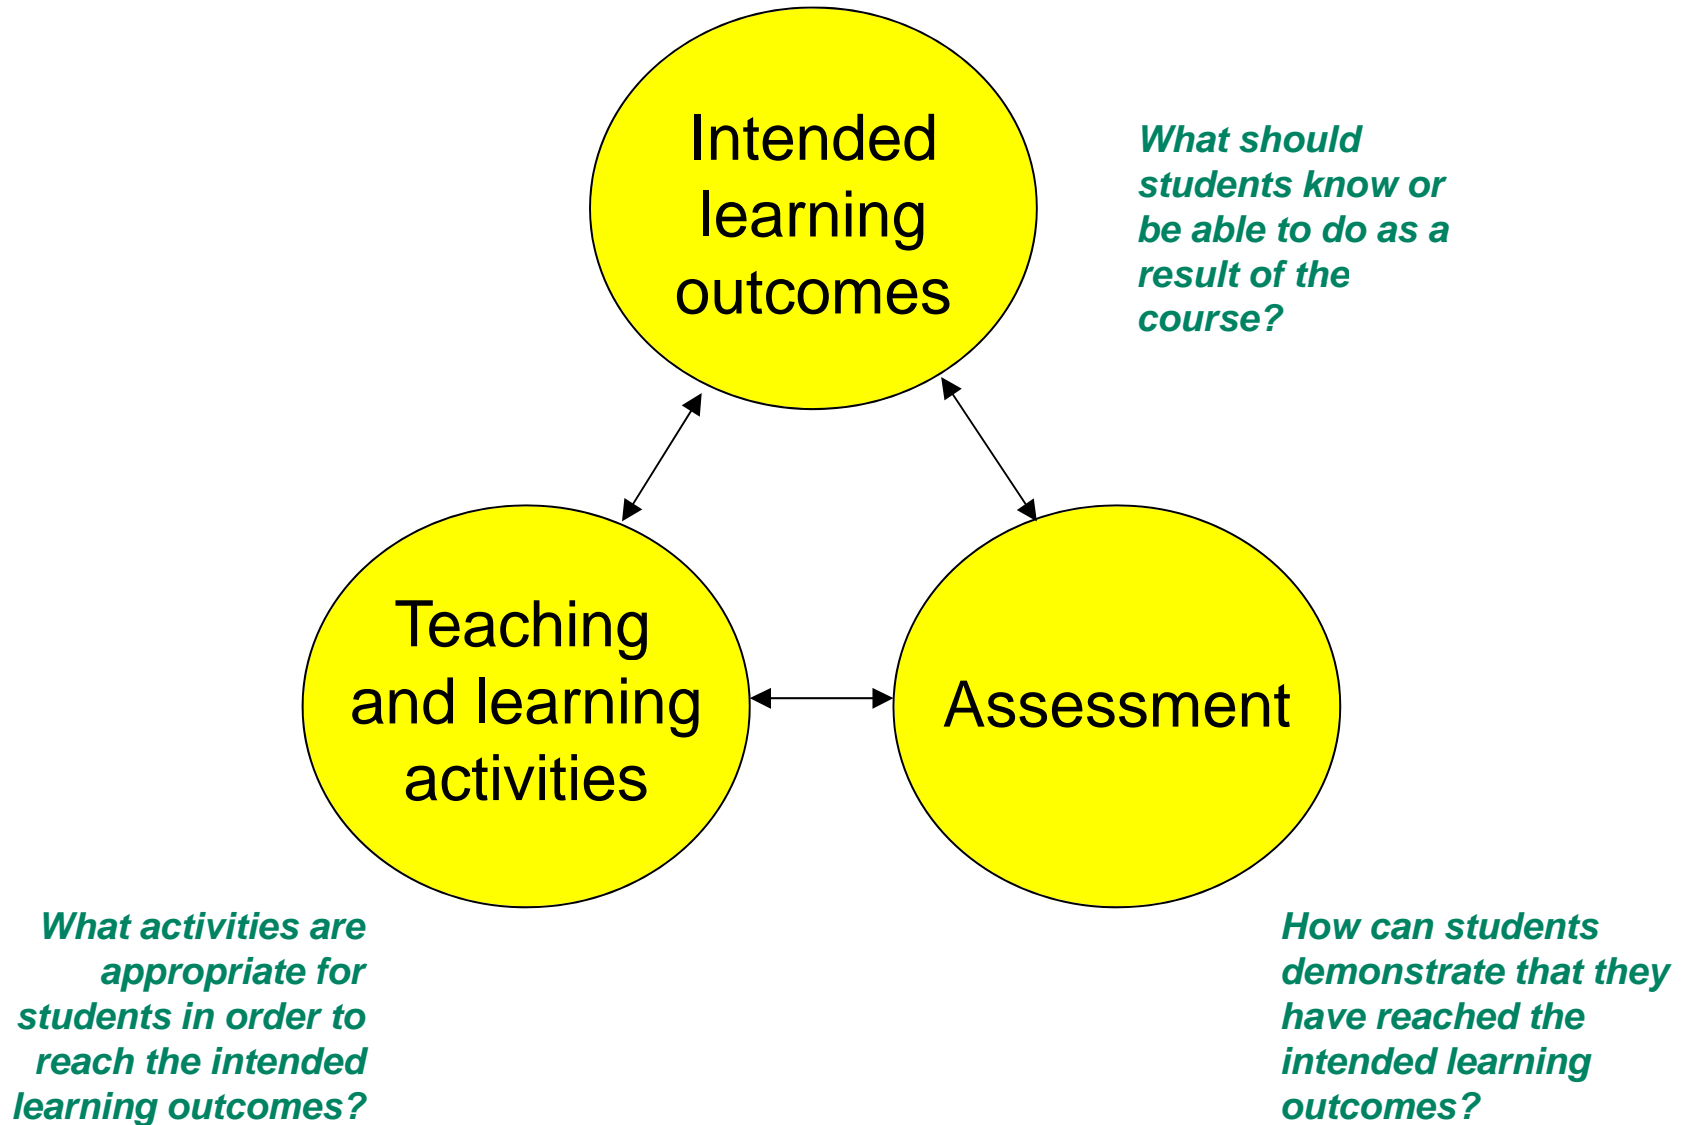 Intended
learning
outcomes
What should
students know or
be able to do as a
result of the
course?
Teaching
and learning
activities
Assessment
What activities are
appropriate for
students in order to
reach the intended
learning outcomes?
How can students
demonstrate that they
have reached the
intended learning
outcomes?